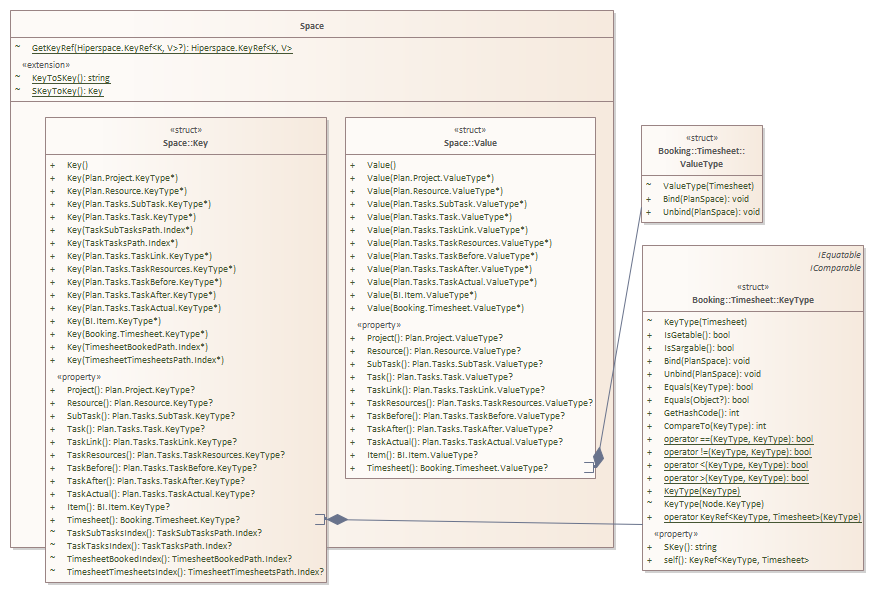 Space
~ GetKeyRef(Hiperspace.KeyRef<K, V>?): Hiperspace.KeyRef<K, V>
«extension»
~ KeyToSKey(): string
~ SKeyToKey(): Key
«struct»
Space::Key
+ Key()
+ Key(Plan.Project.KeyType*)
+ Key(Plan.Resource.KeyType*)
+ Key(Plan.Tasks.SubTask.KeyType*)
+ Key(Plan.Tasks.Task.KeyType*)
+ Key(TaskSubTasksPath.Index*)
+ Key(TaskTasksPath.Index*)
+ Key(Plan.Tasks.TaskLink.KeyType*)
+ Key(Plan.Tasks.TaskResources.KeyType*)
+ Key(Plan.Tasks.TaskBefore.KeyType*)
+ Key(Plan.Tasks.TaskAfter.KeyType*)
+ Key(Plan.Tasks.TaskActual.KeyType*)
+ Key(BI.Item.KeyType*)
+ Key(Booking.Timesheet.KeyType*)
+ Key(TimesheetBookedPath.Index*)
+ Key(TimesheetTimesheetsPath.Index*)
«property»
+ Project(): Plan.Project.KeyType?
+ Resource(): Plan.Resource.KeyType?
+ SubTask(): Plan.Tasks.SubTask.KeyType?
+ Task(): Plan.Tasks.Task.KeyType?
+ TaskLink(): Plan.Tasks.TaskLink.KeyType?
+ TaskResources(): Plan.Tasks.TaskResources.KeyType?
+ TaskBefore(): Plan.Tasks.TaskBefore.KeyType?
+ TaskAfter(): Plan.Tasks.TaskAfter.KeyType?
+ TaskActual(): Plan.Tasks.TaskActual.KeyType?
+ Item(): BI.Item.KeyType?
+ Timesheet(): Booking.Timesheet.KeyType?
~ TaskSubTasksIndex(): TaskSubTasksPath.Index?
~ TaskTasksIndex(): TaskTasksPath.Index?
~ TimesheetBookedIndex(): TimesheetBookedPath.Index?
~ TimesheetTimesheetsIndex(): TimesheetTimesheetsPath.Index?
«struct»
Space::Value
+ Value()
+ Value(Plan.Project.ValueType*)
+ Value(Plan.Resource.ValueType*)
+ Value(Plan.Tasks.SubTask.ValueType*)
+ Value(Plan.Tasks.Task.ValueType*)
+ Value(Plan.Tasks.TaskLink.ValueType*)
+ Value(Plan.Tasks.TaskResources.ValueType*)
+ Value(Plan.Tasks.TaskBefore.ValueType*)
+ Value(Plan.Tasks.TaskAfter.ValueType*)
+ Value(Plan.Tasks.TaskActual.ValueType*)
+ Value(BI.Item.ValueType*)
+ Value(Booking.Timesheet.ValueType*)
«property»
+ Project(): Plan.Project.ValueType?
+ Resource(): Plan.Resource.ValueType?
+ SubTask(): Plan.Tasks.SubTask.ValueType?
+ Task(): Plan.Tasks.Task.ValueType?
+ TaskLink(): Plan.Tasks.TaskLink.ValueType?
+ TaskResources(): Plan.Tasks.TaskResources.ValueType?
+ TaskBefore(): Plan.Tasks.TaskBefore.ValueType?
+ TaskAfter(): Plan.Tasks.TaskAfter.ValueType?
+ TaskActual(): Plan.Tasks.TaskActual.ValueType?
+ Item(): BI.Item.ValueType?
+ Timesheet(): Booking.Timesheet.ValueType?
«struct»
Booking::Timesheet::
ValueType
~ ValueType(Timesheet)
+ Bind(PlanSpace): void
+ Unbind(PlanSpace): void
IEquatable
IComparable
«struct»
Booking::Timesheet::KeyType
~ KeyType(Timesheet)
+ IsGetable(): bool
+ IsSargable(): bool
+ Bind(PlanSpace): void
+ Unbind(PlanSpace): void
+ Equals(KeyType): bool
+ Equals(Object?): bool
+ GetHashCode(): int
+ CompareTo(KeyType): int
+ operator ==(KeyType, KeyType): bool
+ operator !=(KeyType, KeyType): bool
+ operator <(KeyType, KeyType): bool
+ operator >(KeyType, KeyType): bool
+ KeyType(KeyType)
~ KeyType(Node.KeyType)
+ operator KeyRef<KeyType, Timesheet>(KeyType)
«property»
+ SKey(): string
+ self(): KeyRef<KeyType, Timesheet>